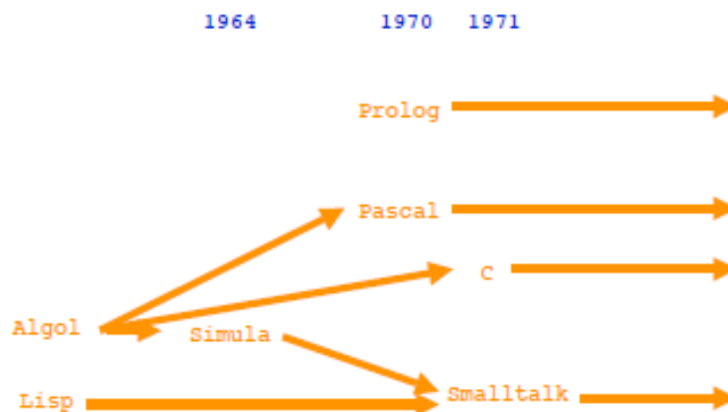 1964 1970 1971
Prolog
Pascal
C
Algol Simula
Lisp Smalltalk